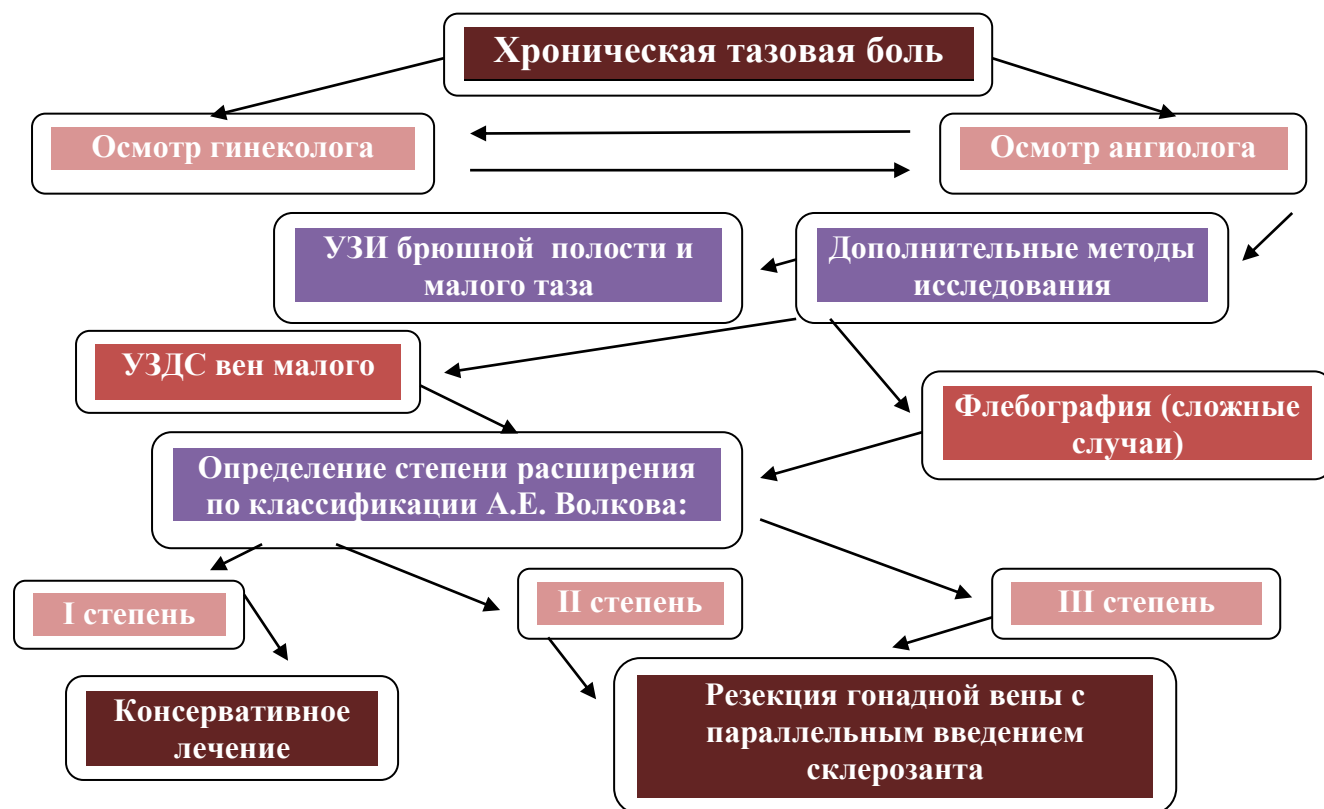 Хроническая тазовая боль
Осмотр гинеколога
Осмотр ангиолога
УЗИ брюшной полости и
малого таза
Дополнительные методы
исследования
УЗДС вен малого
Флебография (сложные
случаи)
Определение степени расширения
по классификации А.Е. Волкова:
I степень
II степень
III степень
Консервативное
лечение
Резекция гонадной вены с
параллельным введением
склерозанта